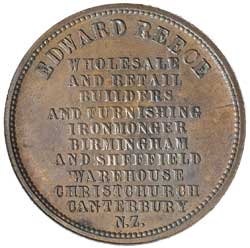 EDWARD REECE
WHOLESALE
AND RETAIL
BUILDERS
AND FURNISHING
IRONMONGER
BIRMINGHAM
AND SHEFFIELD
WAREHOUSE
CHRISTCHURCH
CANTERBURY
N.Z.